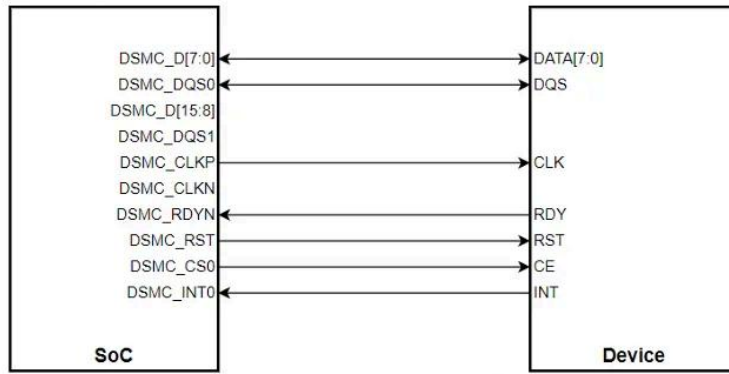 DSMC_D[7:0] DATA[7:0]
DSMC_DQS0 DQS
DSMC_D[15:8]
DSMC_DQS1
DSMC_CLKP CLK
DSMC_CLKN
DSMC_RDYN RDY
DSMC_RST RST
DSMC_CS0 CE
DSMC_INT0 INT
SoC Device